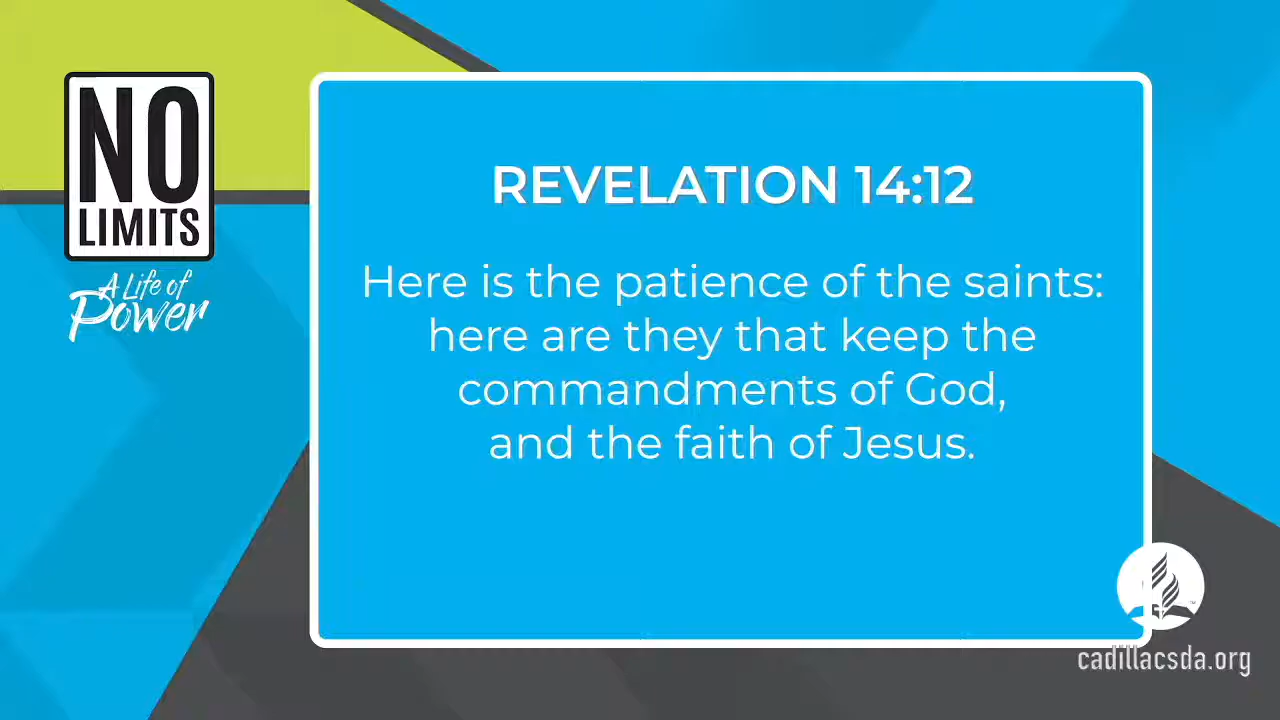 NO
LIMITS
A Life of
Power
REVELATION 14:12
Here is the patience of the saints:
here are they that keep the
commandments of God,
and the faith of Jesus.
cadillacsda.org